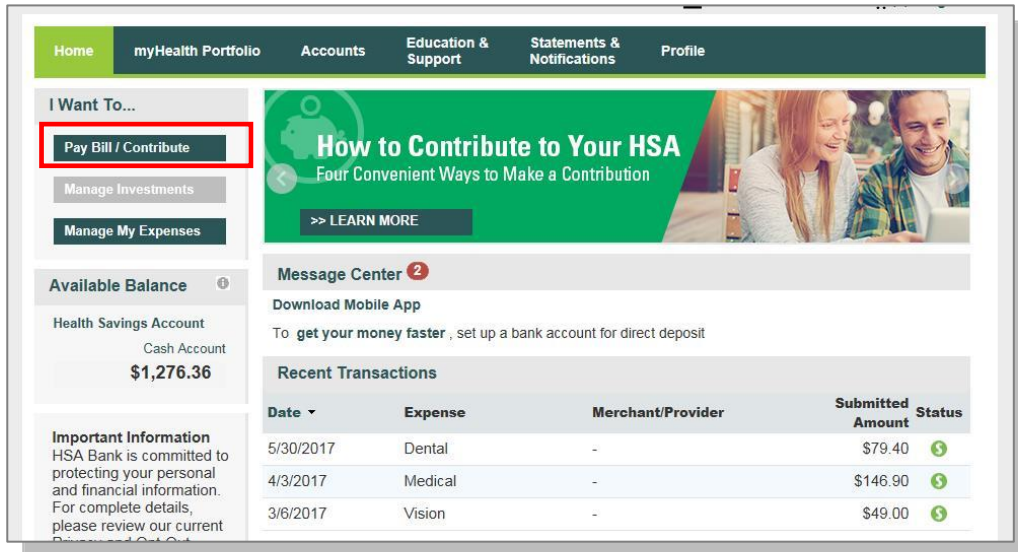 Home myHealth Portfolio Accounts Education & Support Statements & Notifications Profile
I Want To...
Pay Bill / Contribute
Manage Investments
Manage My Expenses
Available Balance
Health Savings Account
Cash Account
$1,276.36
Important Information
HSA Bank is committed to
protecting your personal
and financial information.
For complete details,
please review our current
How to Contribute to Your HSA
Four Convenient Ways to Make a Contribution
>> LEARN MORE
Message Center 2
Download Mobile App
To get your money faster , set up a bank account for direct deposit
Recent Transactions
Date Expense Merchant/Provider Submitted Amount Status
5/30/2017 Dental - $79.40
4/3/2017 Medical - $146.90
3/6/2017 Vision - $49.00